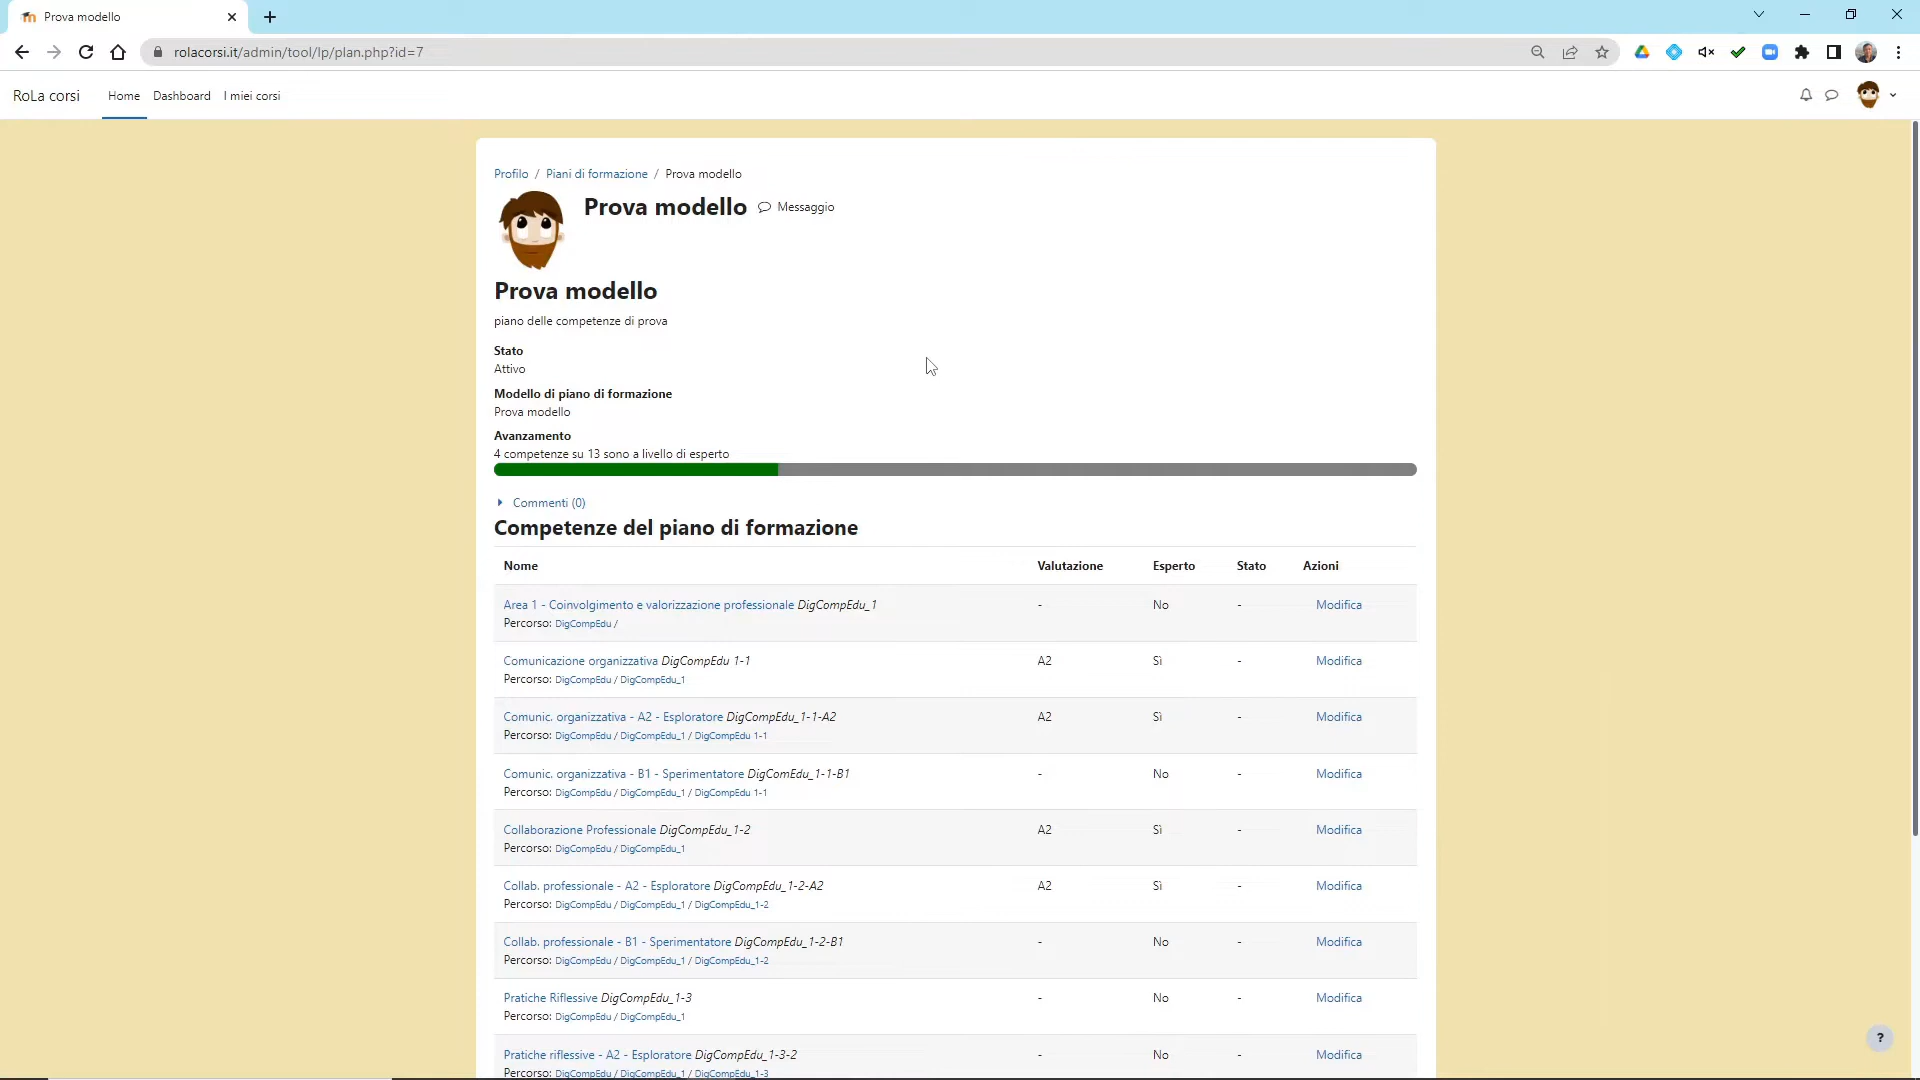 Prova modello
rolacorsi.it/admin/tool/lp/plan.php?id=7
RoLa corsi Home Dashboard I miei corsi
Profilo / Piani di formazione / Prova modello
Prova modello Messaggio
Prova modello
piano delle competenze di prova
Stato
Attivo
Modello di piano di formazione
Prova modello
Avanzamento
4 competenze su 13 sono a livello di esperto
Commenti (0)
Competenze del piano di formazione
Nome Valutazione Esperto Stato Azioni
Area 1 - Coinvolgimento e valorizzazione professionale DigCompEdu_1 - No - Modifica
Percorso: DigCompEdu /
Comunicazione organizzativa DigCompEdu 1-1 A2 Sì - Modifica
Percorso: DigCompEdu / DigCompEdu_1
Comunic. organizzativa - A2 - Esploratore DigCompEdu_1-1-A2 A2 Sì - Modifica
Percorso: DigCompEdu / DigCompEdu_1 / DigCompEdu 1-1
Comunic. organizzativa - B1 - Sperimentatore DigComEdu_1-1-B1 - No - Modifica
Percorso: DigCompEdu / DigCompEdu_1 / DigCompEdu 1-1
Collaborazione Professionale DigCompEdu_1-2 A2 Sì - Modifica
Percorso: DigCompEdu / DigCompEdu_1
Collab. professionale - A2 - Esploratore DigCompEdu_1-2-A2 A2 Sì - Modifica
Percorso: DigCompEdu / DigCompEdu_1 / DigCompEdu_1-2
Collab. professionale - B1 - Sperimentatore DigCompEdu_1-2-B1 - No - Modifica
Percorso: DigCompEdu / DigCompEdu_1 / DigCompEdu_1-2
Pratiche Riflessive DigCompEdu_1-3 - No - Modifica
Percorso: DigCompEdu / DigCompEdu_1
Pratiche riflessive - A2 - Esploratore DigCompEdu_1-3-2 - No - Modifica
Percorso: DigCompEdu / DigCompEdu_1 / DigCompEdu_1-3
?